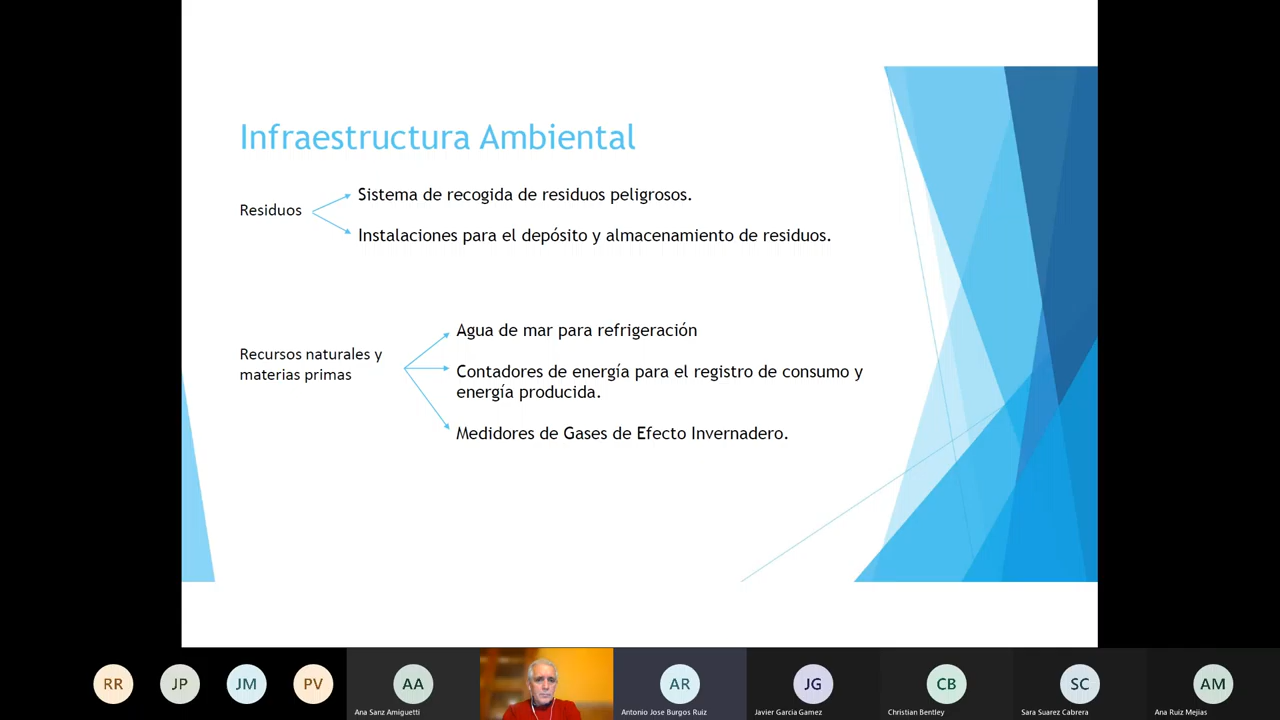 Infraestructura Ambiental
Residuos
Sistema de recogida de residuos peligrosos.
Instalaciones para el depósito y almacenamiento de residuos.
Recursos naturales y
materias primas
Agua de mar para refrigeración
Contadores de energía para el registro de consumo y
energía producida.
Medidores de Gases de Efecto Invernadero.
RR
JP
JM
PV
AA
Ana Sanz Amiguetti
AR
Antonio Jose Burgos Ruiz
JG
Javier Garcia Gamez
CB
Christian Bentley
SC
Sara Suarez Cabrera
AM
Ana Ruiz Mejias